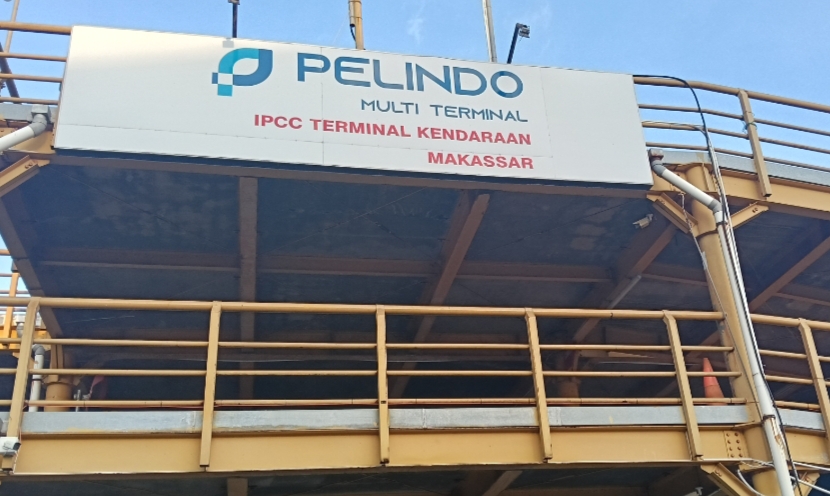 PELINDO
MULTI TERMINAL
IPCC TERMINAL KENDARAAN
MAKASSAR